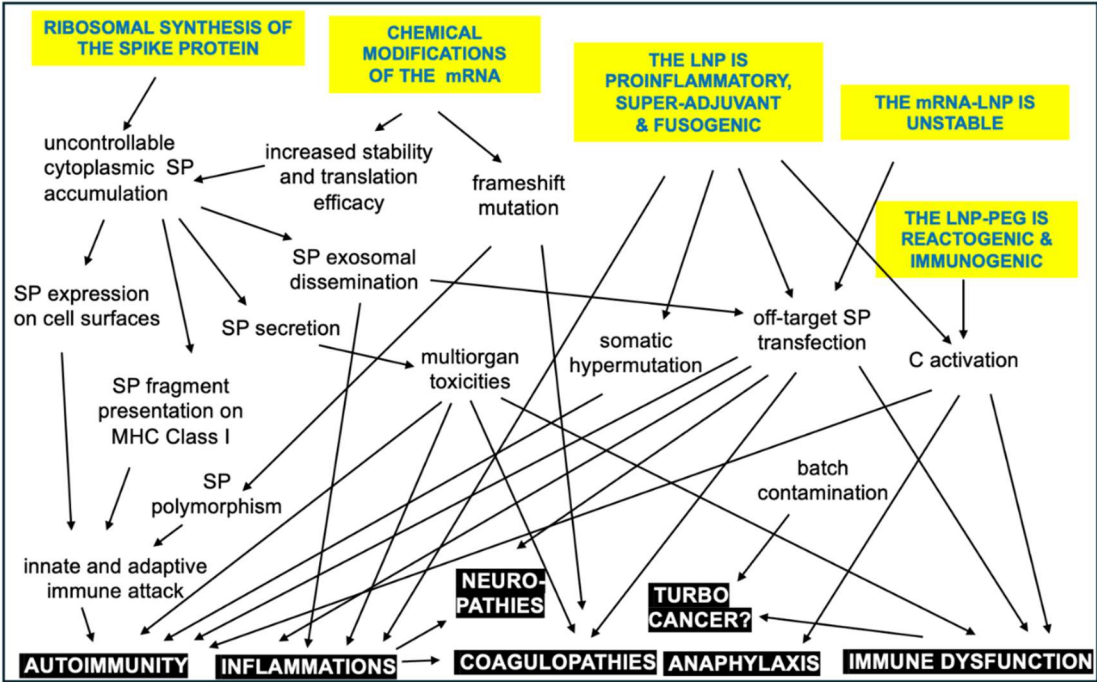 RIBOSOMAL SYNTHESIS OF
THE SPIKE PROTEIN
CHEMICAL
MODIFICATIONS
OF THE mRNA
THE LNP IS
PROINFLAMMATORY,
SUPER-ADJUVANT
& FUSOGENIC
THE mRNA-LNP IS
UNSTABLE
uncontrollable
cytoplasmic SP
accumulation
increased stability
and translation
efficacy
frameshift
mutation
THE LNP-PEG IS
REACTOGENIC &
IMMUNOGENIC
SP exosomal
dissemination
SP expression
on cell surfaces
SP secretion
multiorgan
toxicities
somatic
hypermutation
off-target SP
transfection
C activation
SP fragment
presentation on
MHC Class I
SP
polymorphism
batch
contamination
innate and adaptive
immune attack
NEURO-
PATHIES
TURBO
CANCER?
AUTOIMMUNITY
INFLAMMATIONS
COAGULOPATHIES
ANAPHYLAXIS
IMMUNE DYSFUNCTION